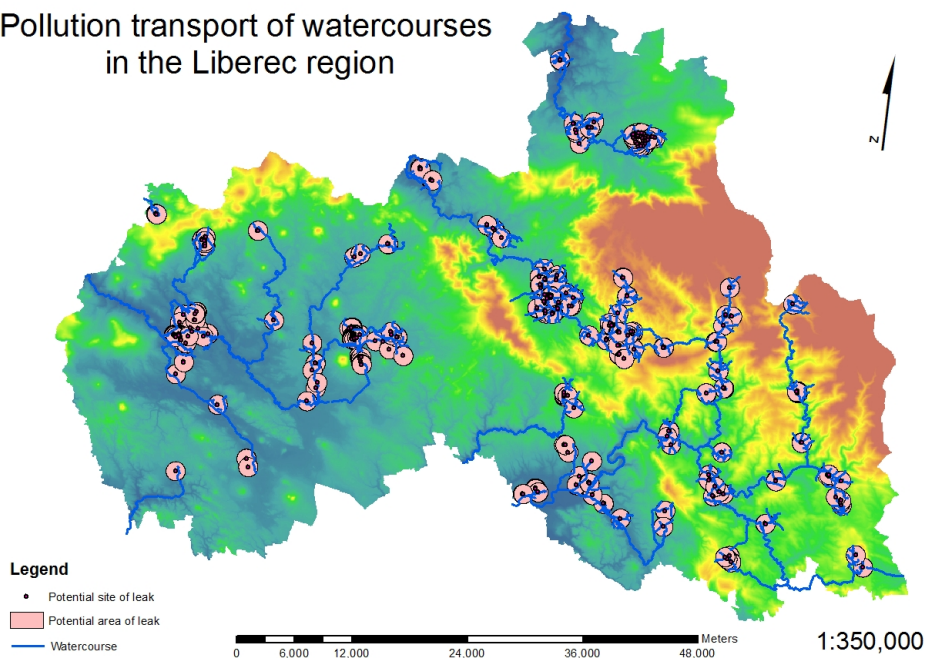 Pollution transport of watercourses
in the Liberec region
N
Legend
Potential site of leak
Potential area of leak
Watercourse
Meters
0 6.000 12.000 24.000 36.000 48.000
1:350,000